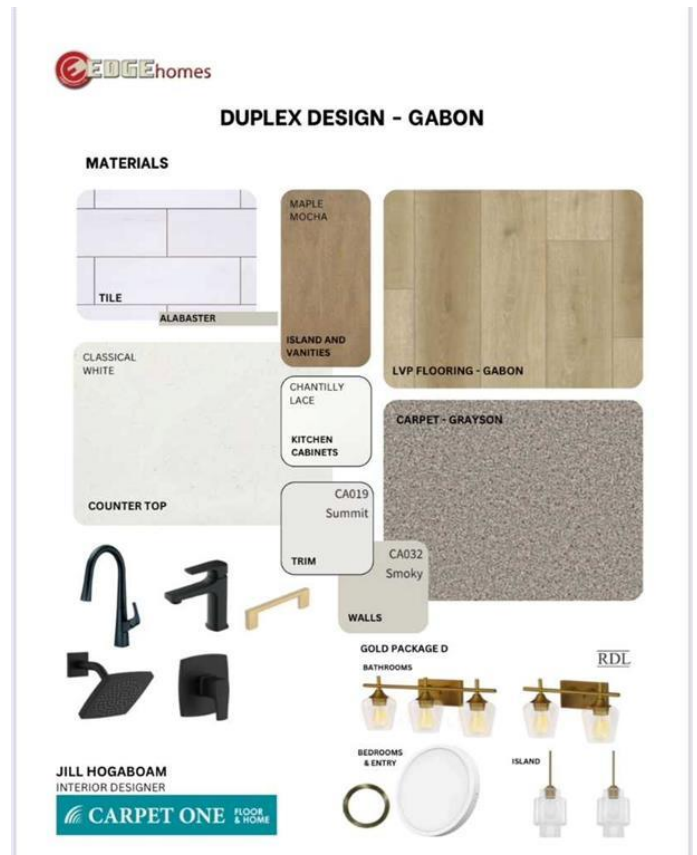 EDGEhomes
DUPLEX DESIGN - GABON
MATERIALS
TILE
ALABASTER
MAPLE
MOCHA
ISLAND AND
VANITIES
LVP FLOORING - GABON
CLASSICAL
WHITE
COUNTER TOP
CHANTILLY
LACE
KITCHEN
CABINETS
CARPET - GRAYSON
CA019
Summit
TRIM
CA032
Smoky
WALLS
GOLD PACKAGE D
RDL
BATHROOMS
BEDROOMS
& ENTRY
ISLAND
JILL HOGABOAM
INTERIOR DESIGNER
CARPET ONE FLOOR
& HOME